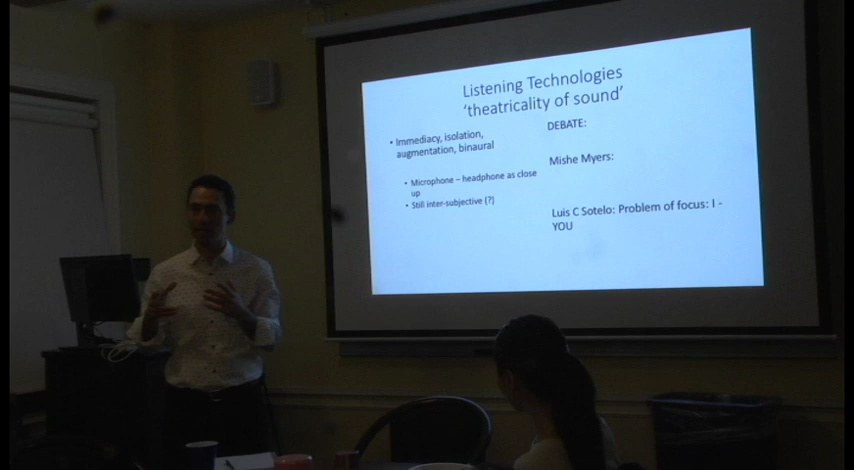 Listening Technologies
'theatricality of sound'
• Immediacy, isolation,
augmentation, binaural
• Microphone – headphone as close
up
• Still inter-subjective (?)
DEBATE:
Mishe Myers:
Luis C Sotelo: Problem of focus: I -
YOU